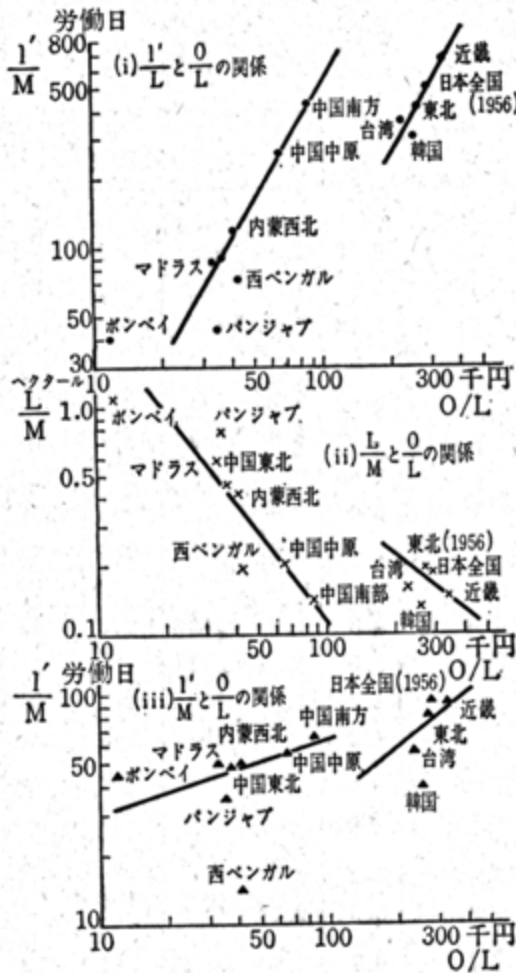 労働日
l′/M
800
500
100
50
30
(i) l′/L と O/L の関係
近畿
日本全国
東北 (1956)
台湾
韓国
中国南方
中国中原
内蒙西北
マドラス
西ベンガル
ボンベイ
パンジャブ
10 50 100 300 千円
O/L
ヘクタール
L/M
1.0
0.5
0.1
(ii) L/M と O/L の関係
ボンベイ
パンジャブ
マドラス
中国東北
内蒙西北
西ベンガル
中国中原
中国南部
東北(1956)
日本全国
台湾
近畿
韓国
10 50 100 300 千円
O/L
労働日
l′/M
100
50
10
(iii) l′/M と O/L の関係
日本全国(1956)
近畿
東北
台湾
韓国
中国南方
内蒙西北
マドラス
中国中原
ボンベイ
中国東北
パンジャブ
西ベンガル
10 50 100 300 千円
O/L